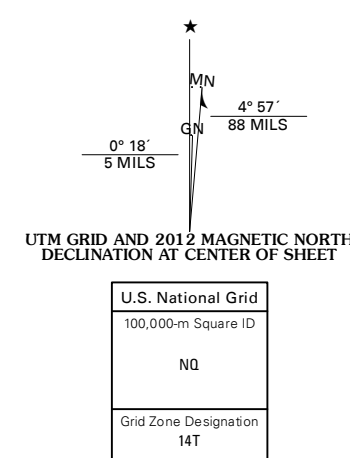 ★
MN
GN
4° 57´
88 MILS
0° 18´
5 MILS
UTM GRID AND 2012 MAGNETIC NORTH
DECLINATION AT CENTER OF SHEET
U.S. National Grid
100,000-m Square ID
NQ
Grid Zone Designation
14T